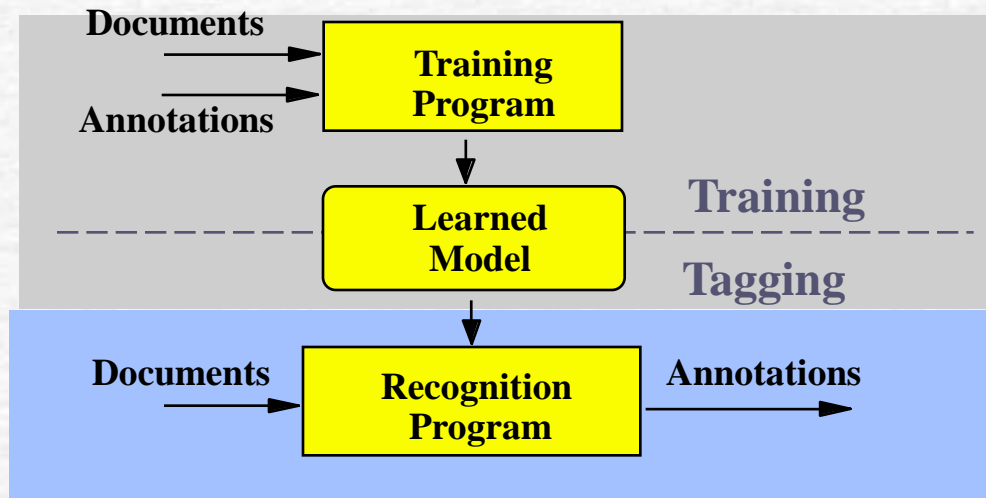 Documents
Training
Program
Annotations
Learned
Model
Training
Tagging
Documents
Recognition
Program
Annotations